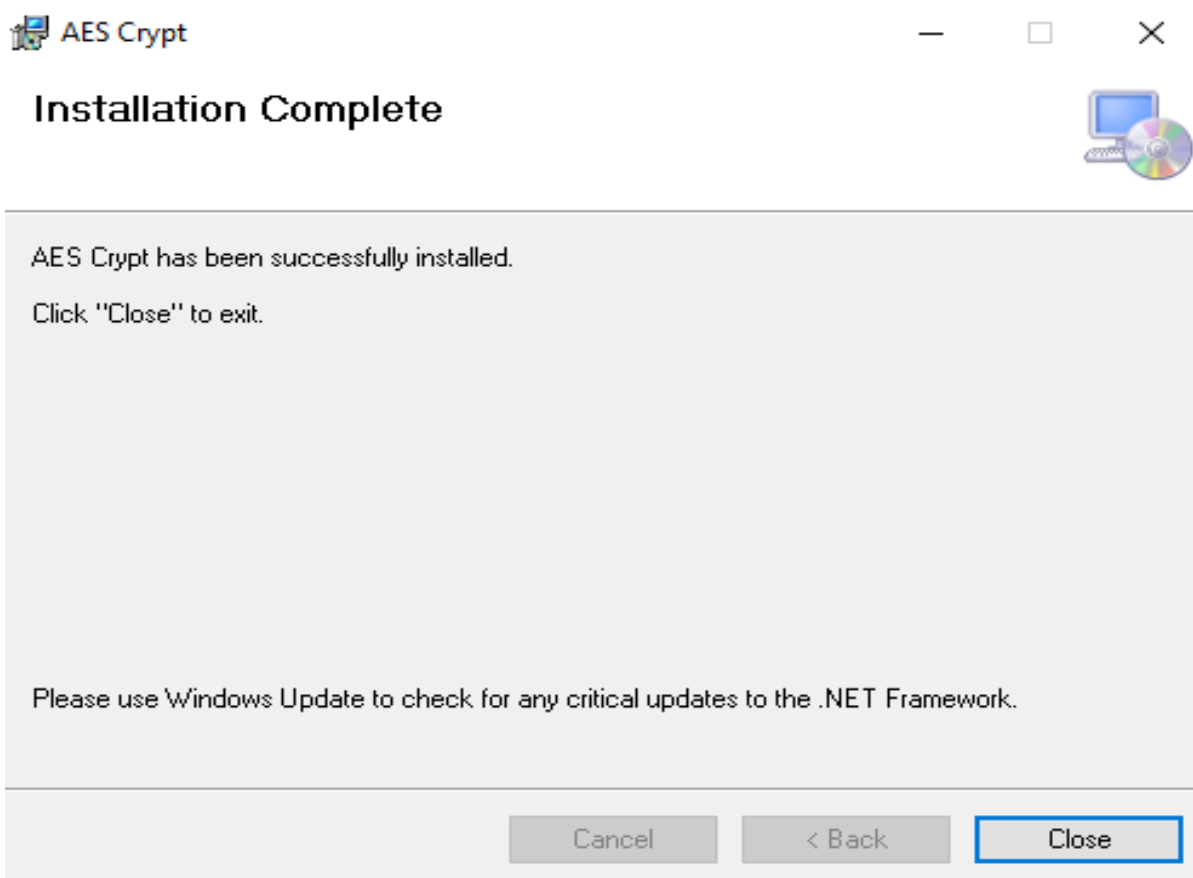 AES Crypt
Installation Complete
AES Crypt has been successfully installed.
Click "Close" to exit.
Please use Windows Update to check for any critical updates to the .NET Framework.
Cancel
< Back
Close